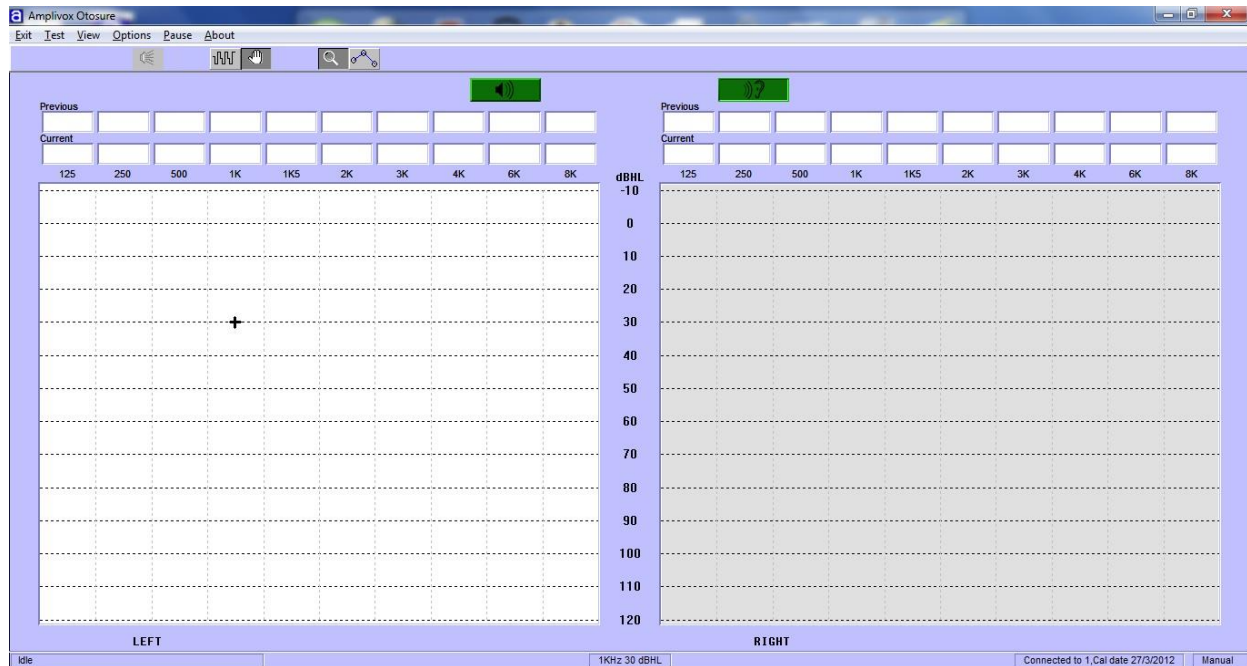 Amplivox Otosure
Exit Test View Options Pause About
Previous Previous
Current Current
125 250 500 1K 1K5 2K 3K 4K 6K 8K dBHL 125 250 500 1K 1K5 2K 3K 4K 6K 8K
-10
0
10
20
30
40
50
60
70
80
90
100
110
120
LEFT RIGHT
Idle 1KHz 30 dBHL Connected to 1,Cal date 27/3/2012 Manual